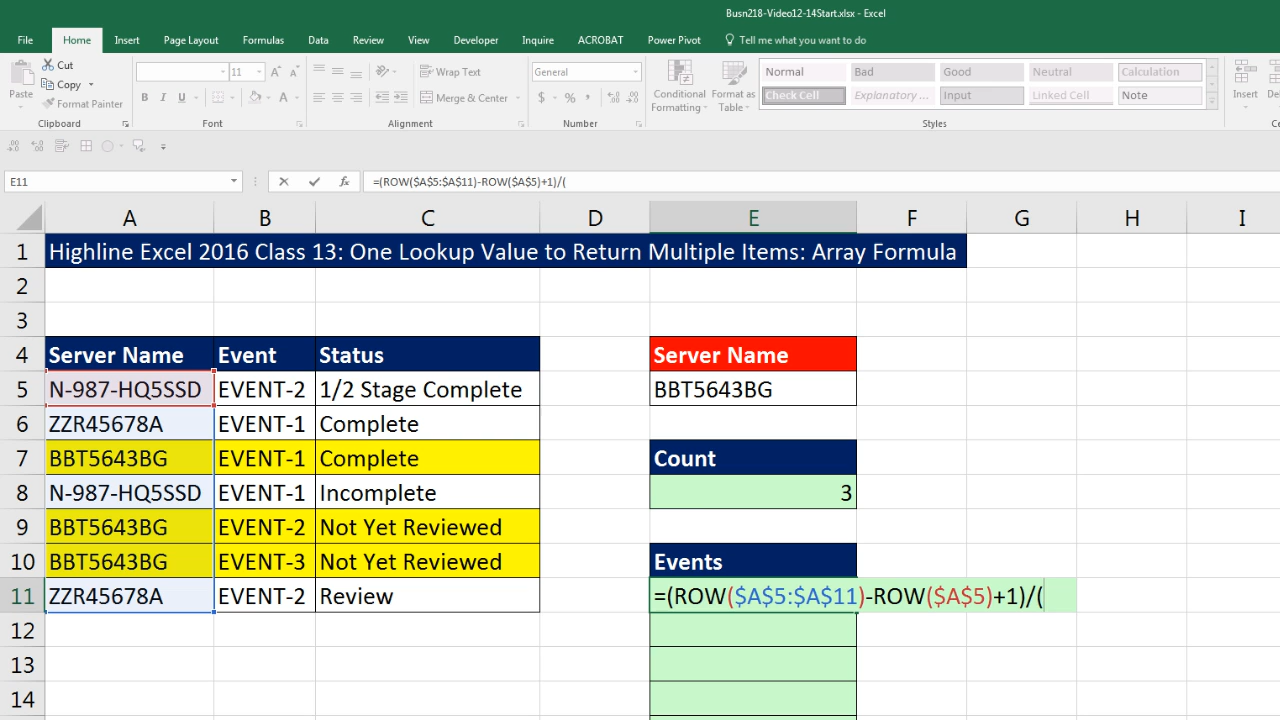 Busn218-Video12-14Start.xlsx - Excel
File Home Insert Page Layout Formulas Data Review View Developer Inquire ACROBAT Power Pivot Tell me what you want to do
Cut
Copy
Format Painter
Paste
Clipboard
11 A A
B I U A
Font
Wrap Text
Merge & Center
Alignment
General
$ % ,
Number
Conditional Formatting
Format as Table
Normal Bad Good Neutral Calculation
Check Cell Explanatory ... Input Linked Cell Note
Styles
Insert
E11 fx =(ROW($A$5:$A$11)-ROW($A$5)+1)/(
A B C D E F G H I
1 Highline Excel 2016 Class 13: One Lookup Value to Return Multiple Items: Array Formula
2
3
4 Server Name Event Status Server Name
5 N-987-HQ5SSD EVENT-2 1/2 Stage Complete BBT5643BG
6 ZZR45678A EVENT-1 Complete
7 BBT5643BG EVENT-1 Complete Count
8 N-987-HQ5SSD EVENT-1 Incomplete 3
9 BBT5643BG EVENT-2 Not Yet Reviewed
10 BBT5643BG EVENT-3 Not Yet Reviewed Events
11 ZZR45678A EVENT-2 Review =(ROW($A$5:$A$11)-ROW($A$5)+1)/(
12
13
14